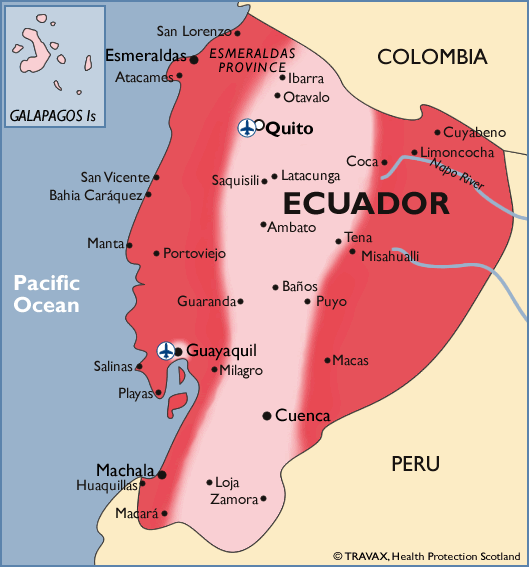 San Lorenzo
Esmeraldas
ESMERALDAS
PROVINCE
COLOMBIA
Atacames
Ibarra
Otavalo
GALAPAGOS Is
Quito
Cuyabeno
Limoncocha
Coca
Napo River
San Vicente
Saquisili
Latacunga
Bahia Caráquez
ECUADOR
Ambato
Tena
Manta
Portoviejo
Misahualli
Pacific
Ocean
Baños
Guaranda
Puyo
Guayaquil
Salinas
Milagro
Macas
Playas
Cuenca
Machala
PERU
Huaquillas
Loja
Zamora
Macará
© TRAVAX, Health Protection Scotland